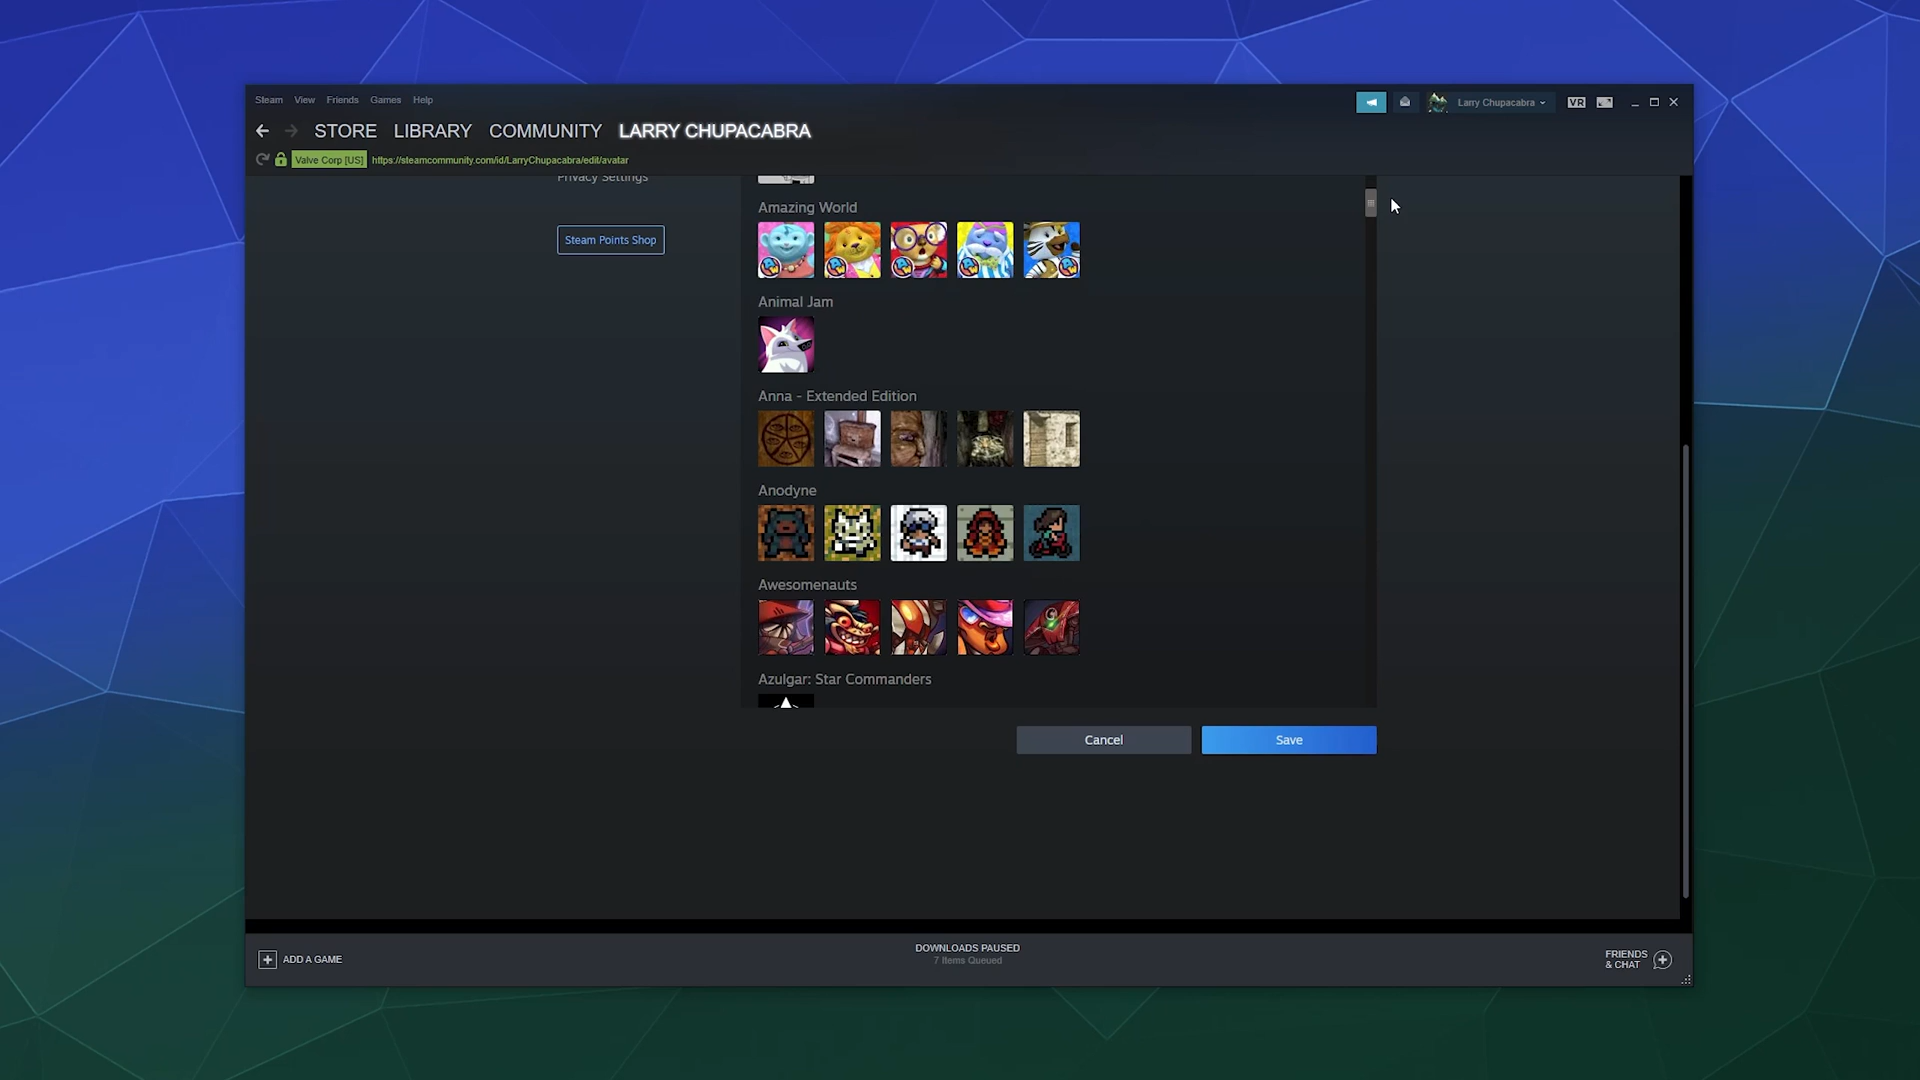 Steam View Friends Games Help
Larry Chupacabra
VR
STORE LIBRARY COMMUNITY LARRY CHUPACABRA
Valve Corp [US] https://steamcommunity.com/id/LarryChupacabra/edit/avatar
Privacy Settings
Steam Points Shop
Amazing World
Animal Jam
Anna - Extended Edition
Anodyne
Awesomenauts
Azulgar: Star Commanders
Cancel
Save
ADD A GAME
DOWNLOADS PAUSED
7 Items Queued
FRIENDS
& CHAT